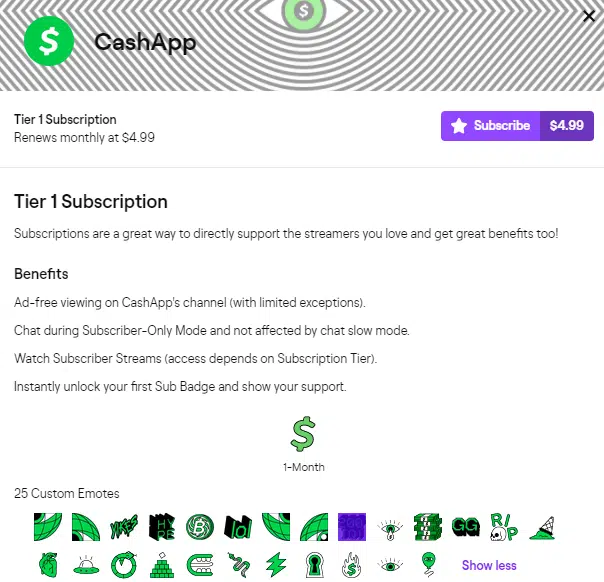 CashApp
Tier 1 Subscription
Renews monthly at $4.99
Subscribe $4.99
Tier 1 Subscription
Subscriptions are a great way to directly support the streamers you love and get great benefits too!
Benefits
Ad-free viewing on CashApp's channel (with limited exceptions).
Chat during Subscriber-Only Mode and not affected by chat slow mode.
Watch Subscriber Streams (access depends on Subscription Tier).
Instantly unlock your first Sub Badge and show your support.
$
1-Month
25 Custom Emotes
YIKES HYPE lol GG R/P
Show less